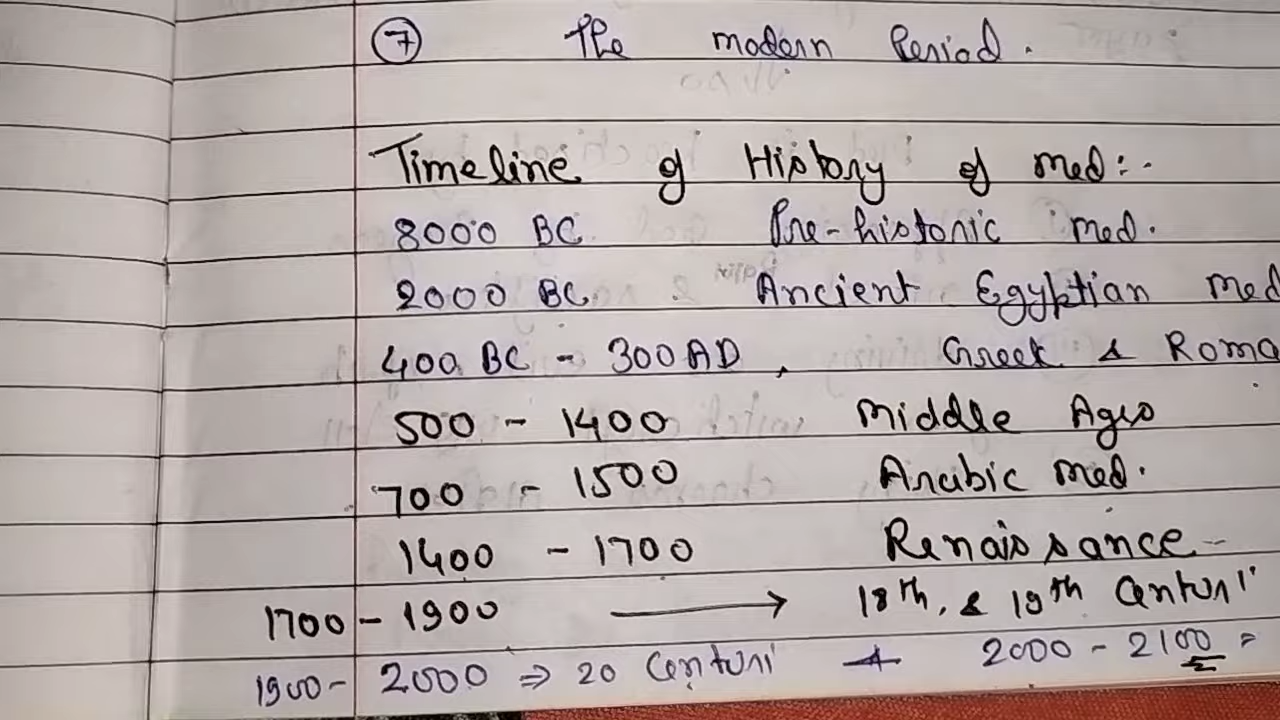 7 The modern Period.
Timeline of History of med:-
8000 BC Pre-historic med.
2000 BC Ancient Egyptian Med
400 BC - 300 AD, Greek & Roma
500 - 1400 Middle Ages
700 - 1500 Arabic med.
1400 - 1700 Renaissance -
1700 - 1900 → 18th, & 19th Centuri
1900 - 2000 ⇒ 20 Centuri & 2000 - 2100 =